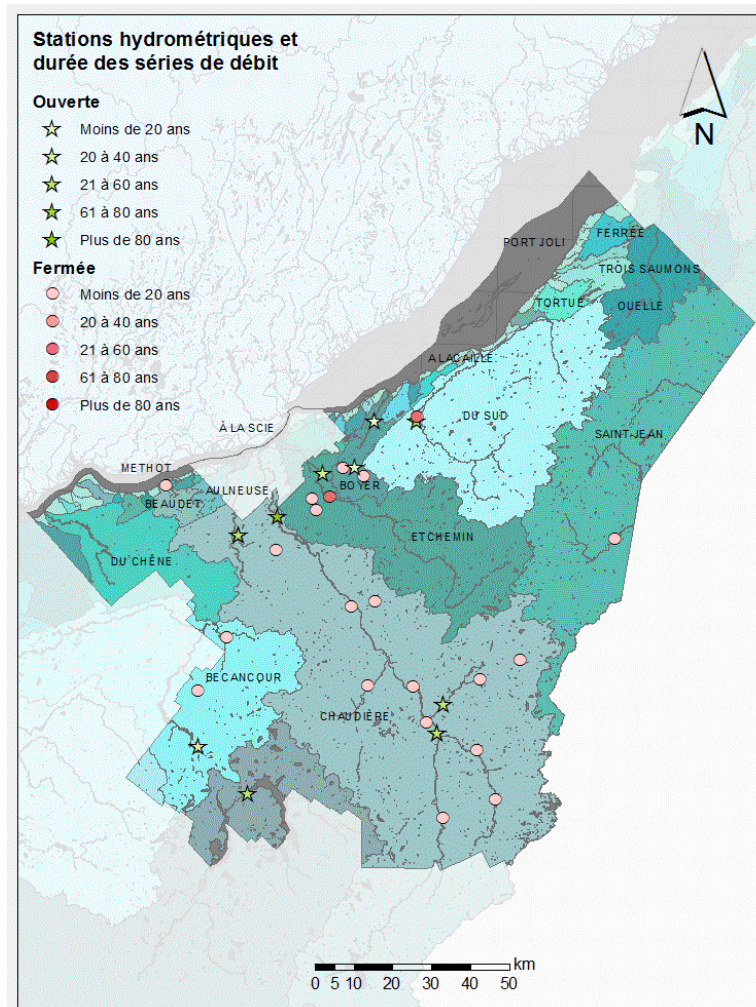 Stations hydrométriques et
durée des séries de débit
Ouverte
Moins de 20 ans
20 à 40 ans
21 à 60 ans
61 à 80 ans
Plus de 80 ans
Fermée
Moins de 20 ans
20 à 40 ans
21 à 60 ans
61 à 80 ans
Plus de 80 ans
N
PORT JOLI
FERRÉE
TROIS SAUMONS
TORTUE
OUELLE
A LACAILLE
DU SUD
À LA SCIE
SAINT-JEAN
METHOT
AULNEUSE
BEAUDET
BOYER
ETCHEMIN
DU CHÊNE
BECANCOUR
CHAUDIÈRE
km
0 5 10 20 30 40 50